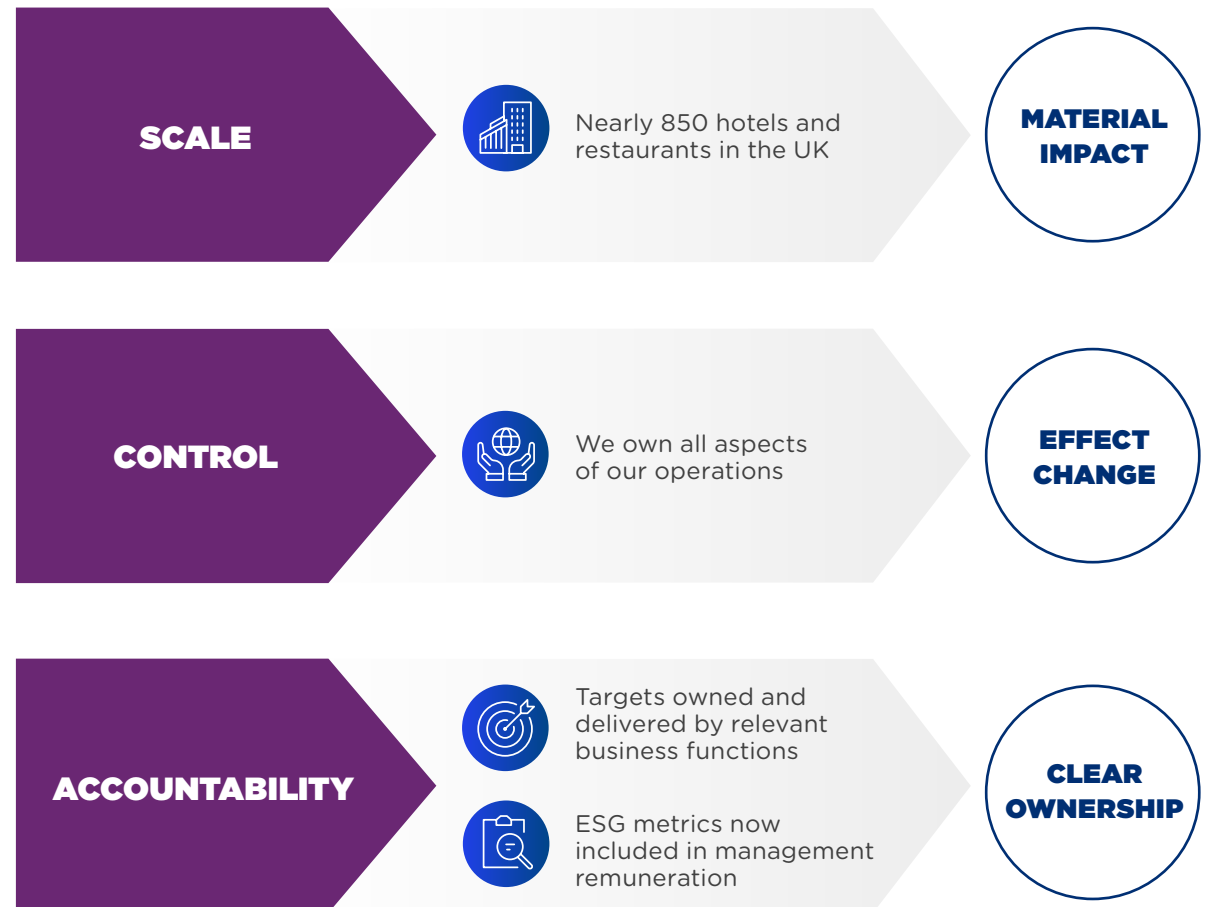 SCALE
Nearly 850 hotels and
restaurants in the UK
MATERIAL
IMPACT
CONTROL
We own all aspects
of our operations
EFFECT
CHANGE
ACCOUNTABILITY
Targets owned and
delivered by relevant
business functions
ESG metrics now
included in management
remuneration
CLEAR
OWNERSHIP